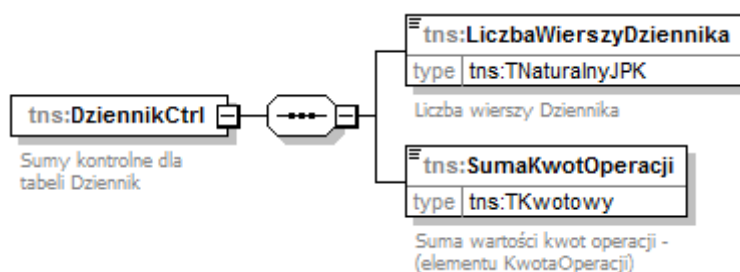 tns:LiczbaWierszyDziennika
type tns:TNaturalnyJPK
Liczba wierszy Dziennika
tns:DziennikCtrl
Sumy kontrolne dla
tabeli Dziennik
tns:SumaKwotOperacji
type tns:TKwotowy
Suma wartości kwot operacji -
(elementu KwotaOperacji)